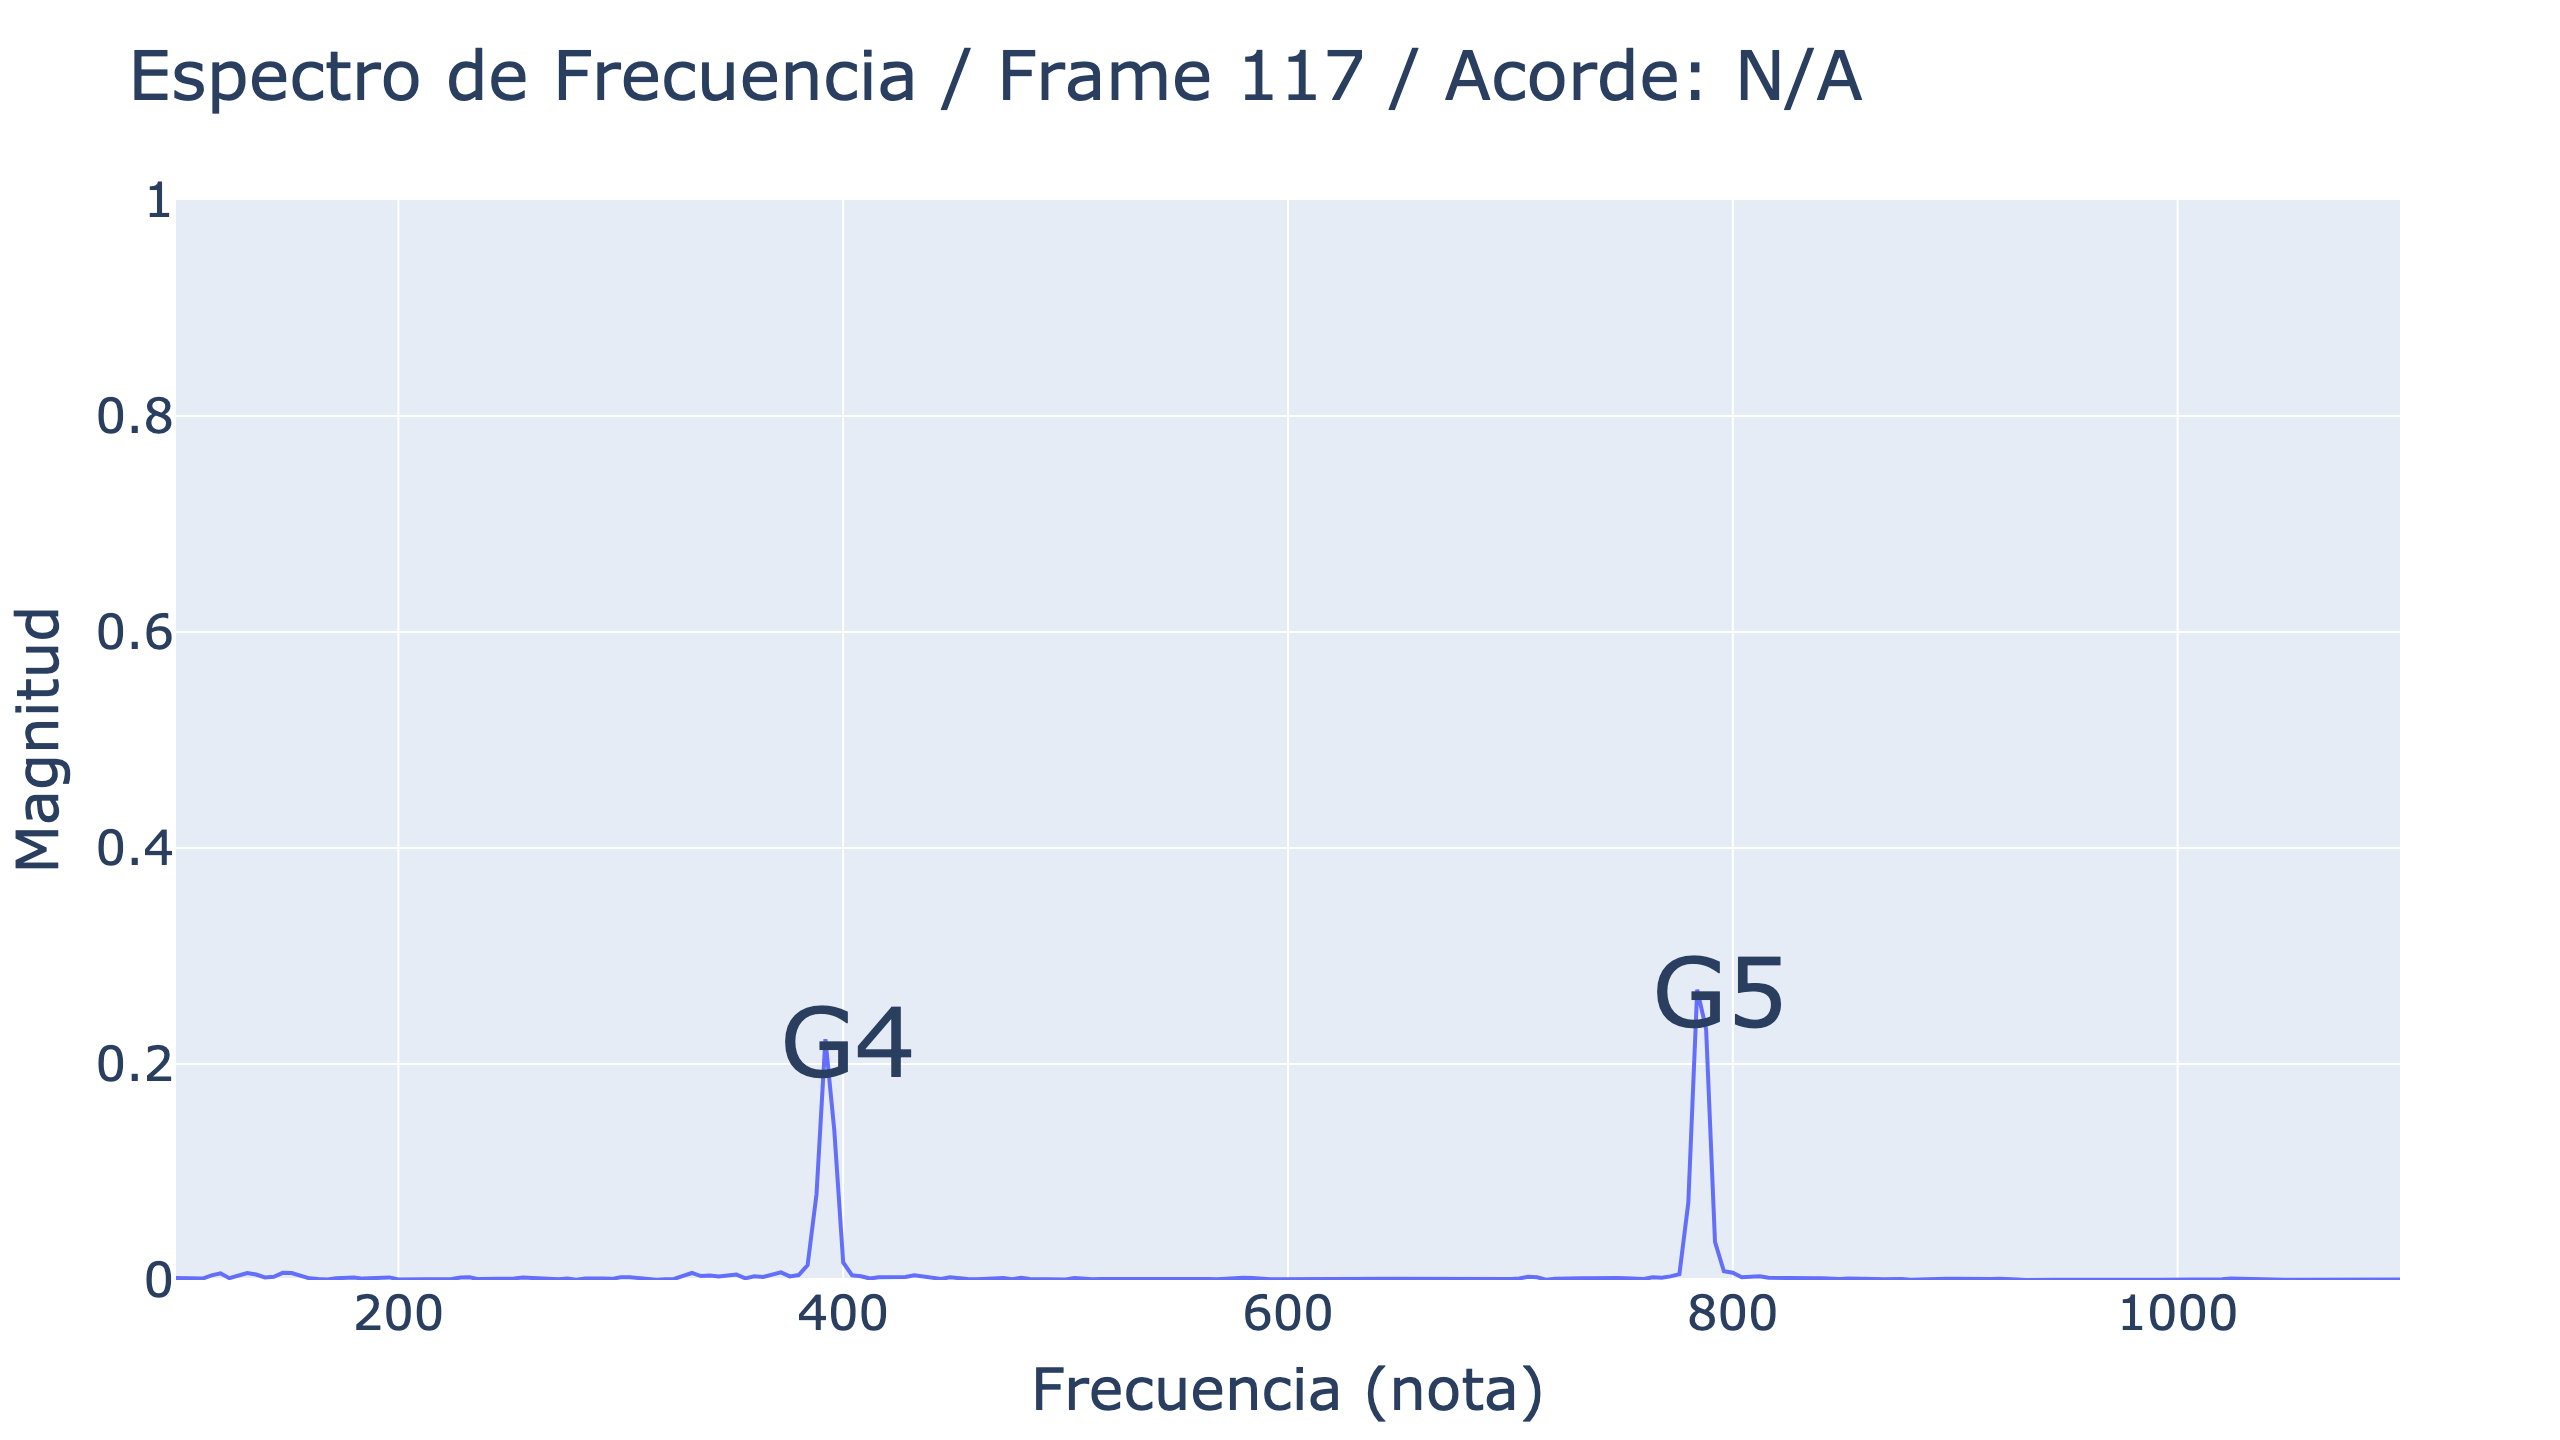 Espectro de Frecuencia / Frame 117 / Acorde: N/A
1
0.8
0.6
0.4
0.2
0
Magnitud
G4
G5
200 400 600 800 1000
Frecuencia (nota)